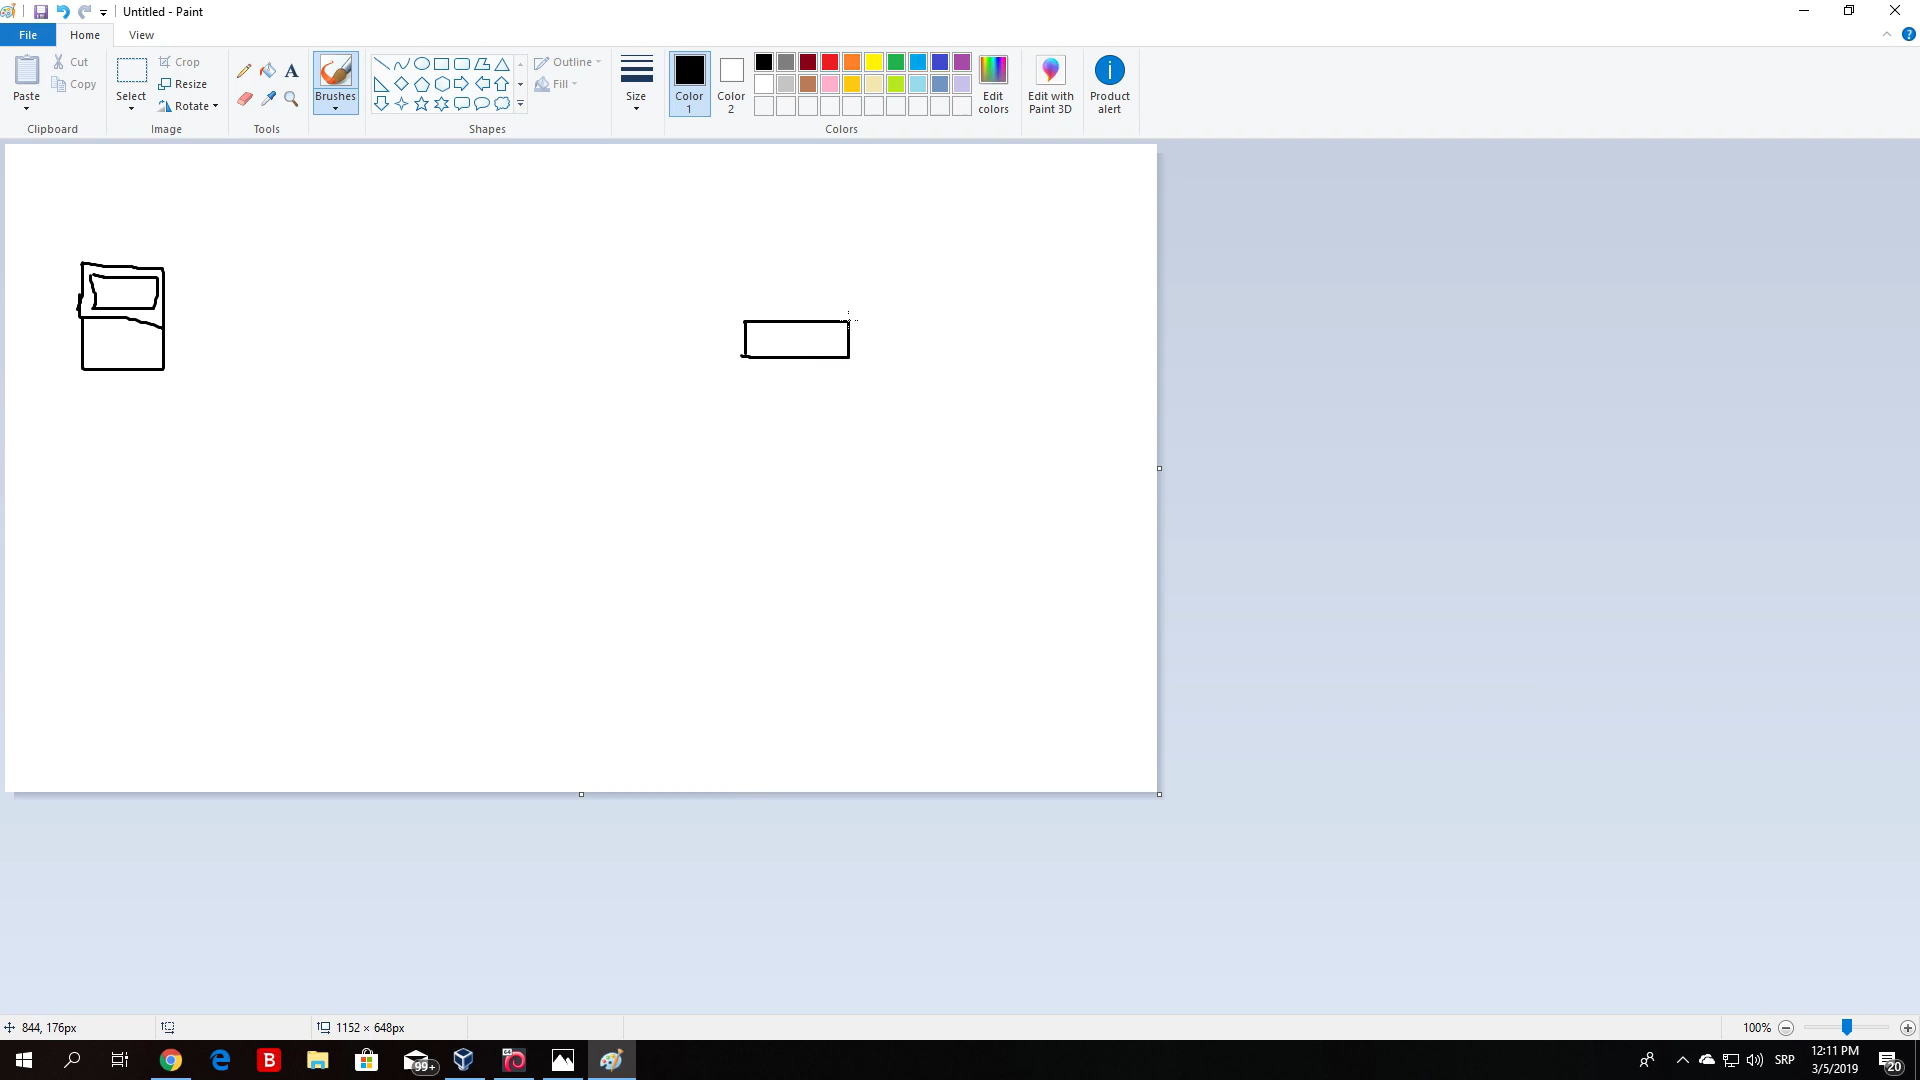 Untitled - Paint
File Home View
Paste
Cut
Copy
Clipboard
Select
Crop
Resize
Rotate
Image
A
Tools
Brushes
Outline
Fill
Shapes
Size
Color 1
Color 2
Edit colors
Colors
Edit with Paint 3D
Product alert
844, 176px
1152 × 648px
100%
B
99+
64
SRP
12:11 PM
3/5/2019
20